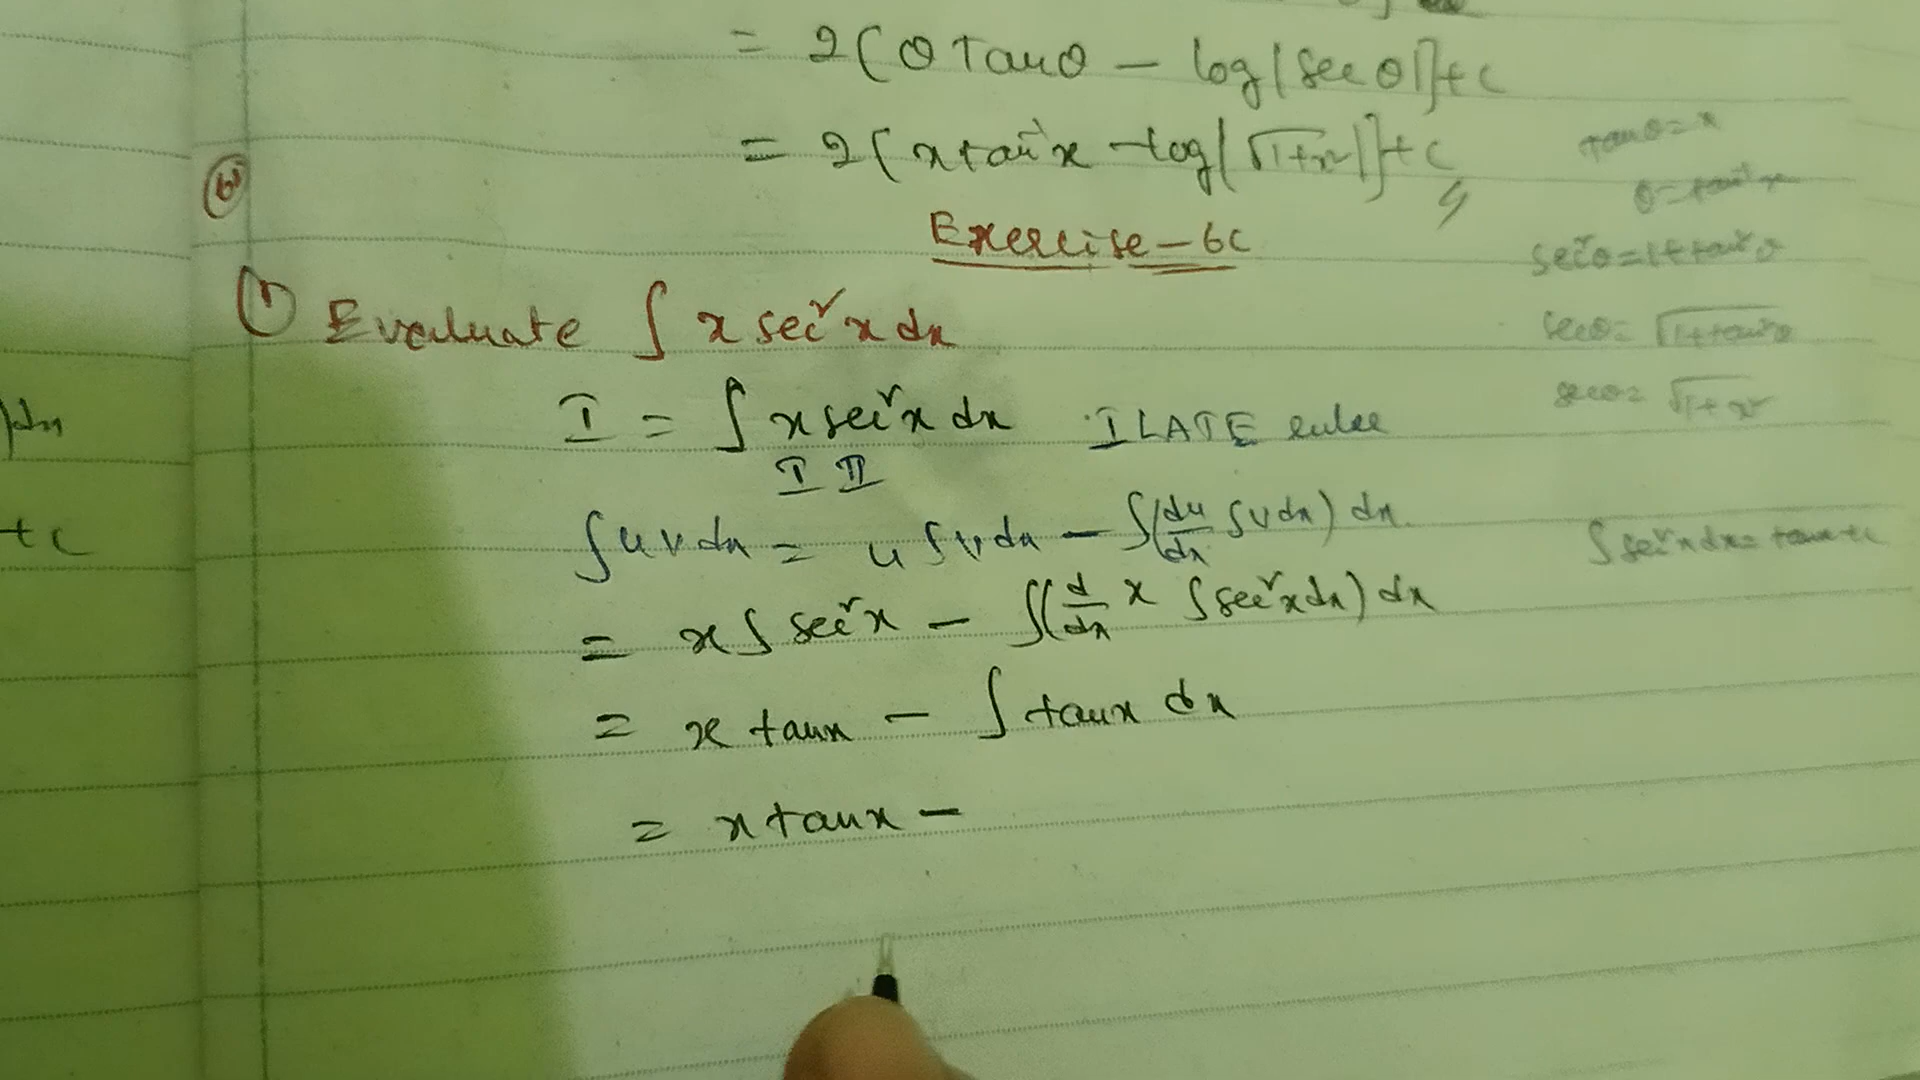 = 2[θ Tanθ - log|secθ|]+c
= 2[x tan⁻¹x - log|√1+x²|]+c
tanθ=x
θ=tan⁻¹x
6)
Exercise-6C
sec²θ=1+tan²θ
1) Evaluate ∫ x sec²x dx
secθ= √1+tan²θ
secθ= √1+x²
I = ∫ x sec²x dx ILATE rule
I II
∫uv dx = u ∫v dx - ∫(du/dx ∫v dx) dx
∫sec²x dx = tanx+c
= x ∫ sec²x - ∫(d/dx x ∫sec²x dx) dx
= x tanx - ∫ tanx dx
= x tanx -
dx
+c